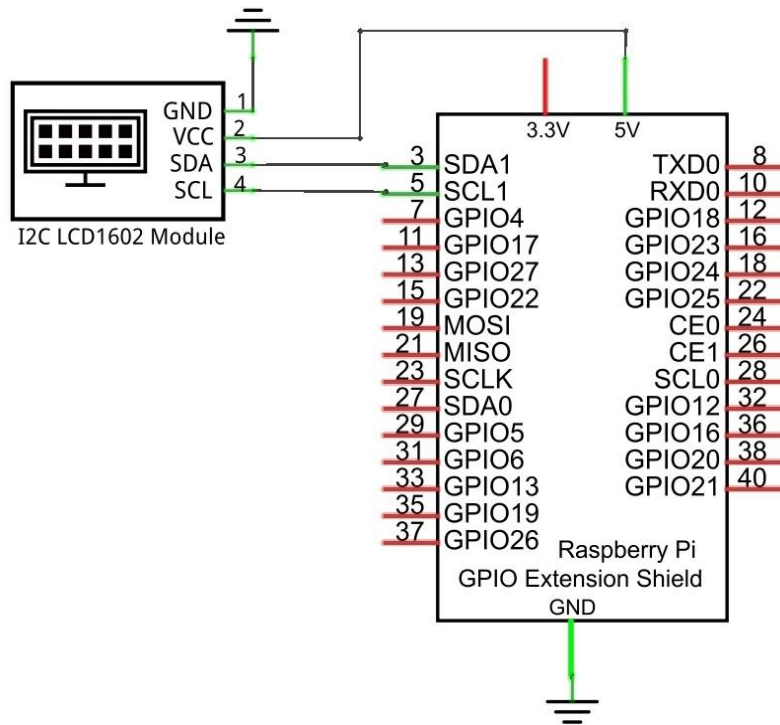 GND 1
VCC 2
SDA 3
SCL 4
I2C LCD1602 Module
3.3V 5V
3 SDA1 TXD0 8
5 SCL1 RXD0 10
7 GPIO4 GPIO18 12
11 GPIO17 GPIO23 16
13 GPIO27 GPIO24 18
15 GPIO22 GPIO25 22
19 MOSI CE0 24
21 MISO CE1 26
23 SCLK SCL0 28
27 SDA0 GPIO12 32
29 GPIO5 GPIO16 36
31 GPIO6 GPIO20 38
33 GPIO13 GPIO21 40
35 GPIO19
37 GPIO26
Raspberry Pi
GPIO Extension Shield
GND